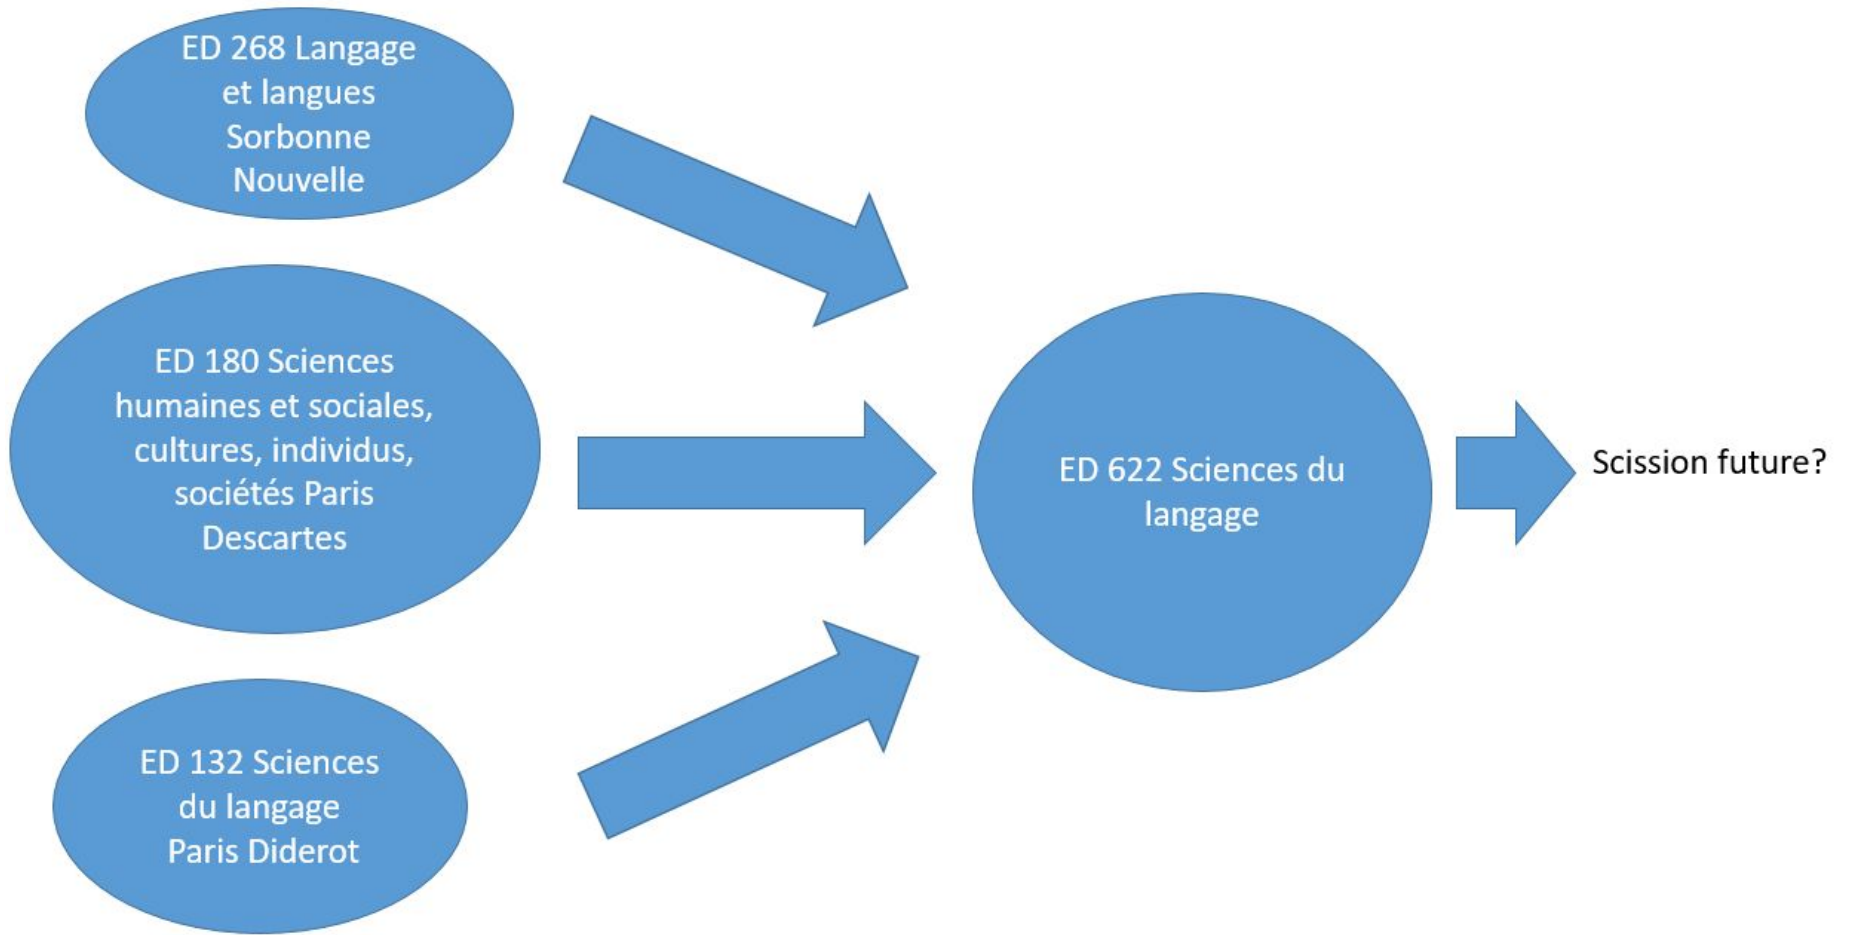 ED 268 Langage
et langues
Sorbonne
Nouvelle
ED 180 Sciences
humaines et sociales,
cultures, individus,
sociétés Paris
Descartes
ED 132 Sciences
du langage
Paris Diderot
ED 622 Sciences du
langage
Scission future?